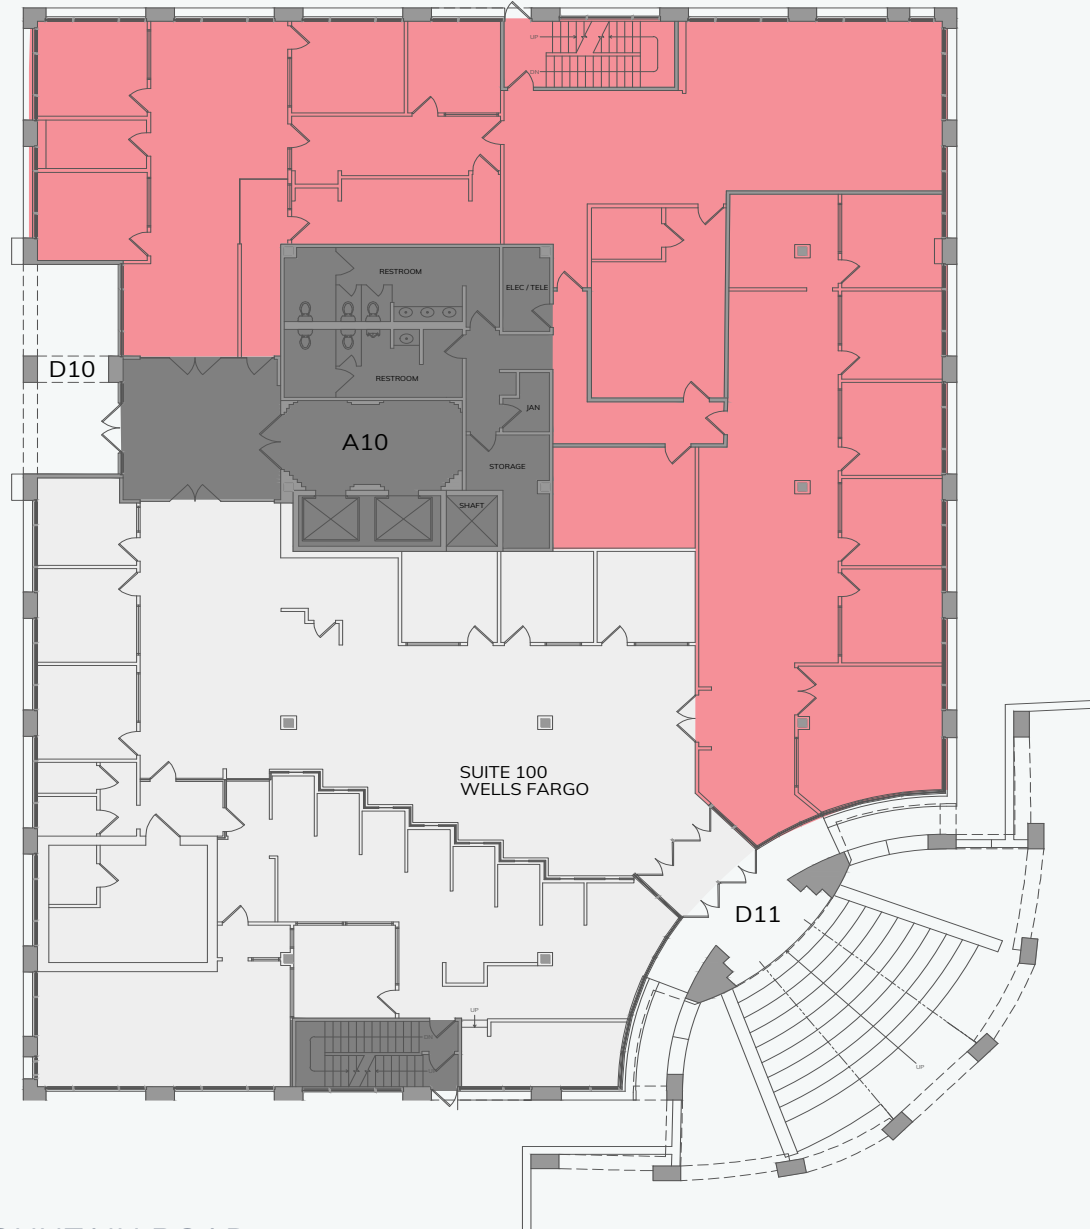 UP
DN
RESTROOM
ELEC / TELE
D10
RESTROOM
JAN
A10
STORAGE
SHAFT
SUITE 100
WELLS FARGO
D11
UP
DN
UP